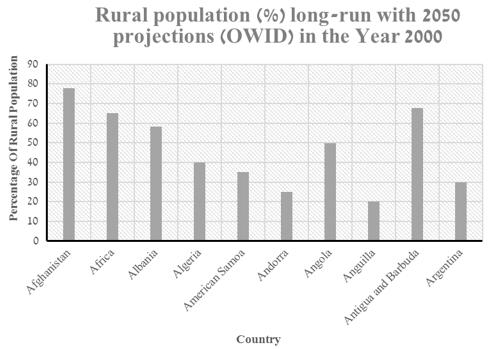 Rural population (%) long-run with 2050
projections (OWID) in the Year 2000
Percentage Of Rural Population
90
80
70
60
50
40
30
20
10
0
Afghanistan
Africa
Albania
Algeria
American Samoa
Andorra
Angola
Anguilla
Antigua and Barbuda
Argentina
Country